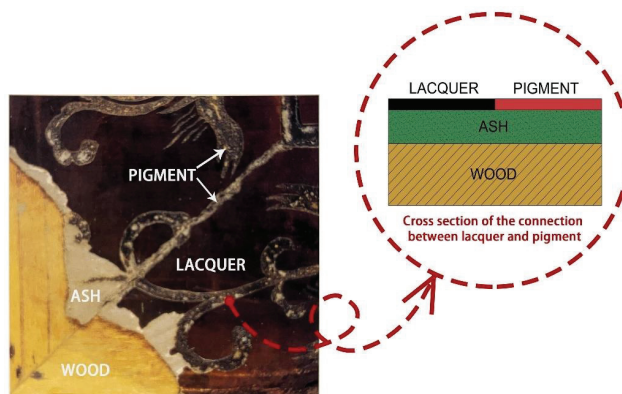 PIGMENT
LACQUER
ASH
WOOD
LACQUER PIGMENT
ASH
WOOD
Cross section of the connection
between lacquer and pigment